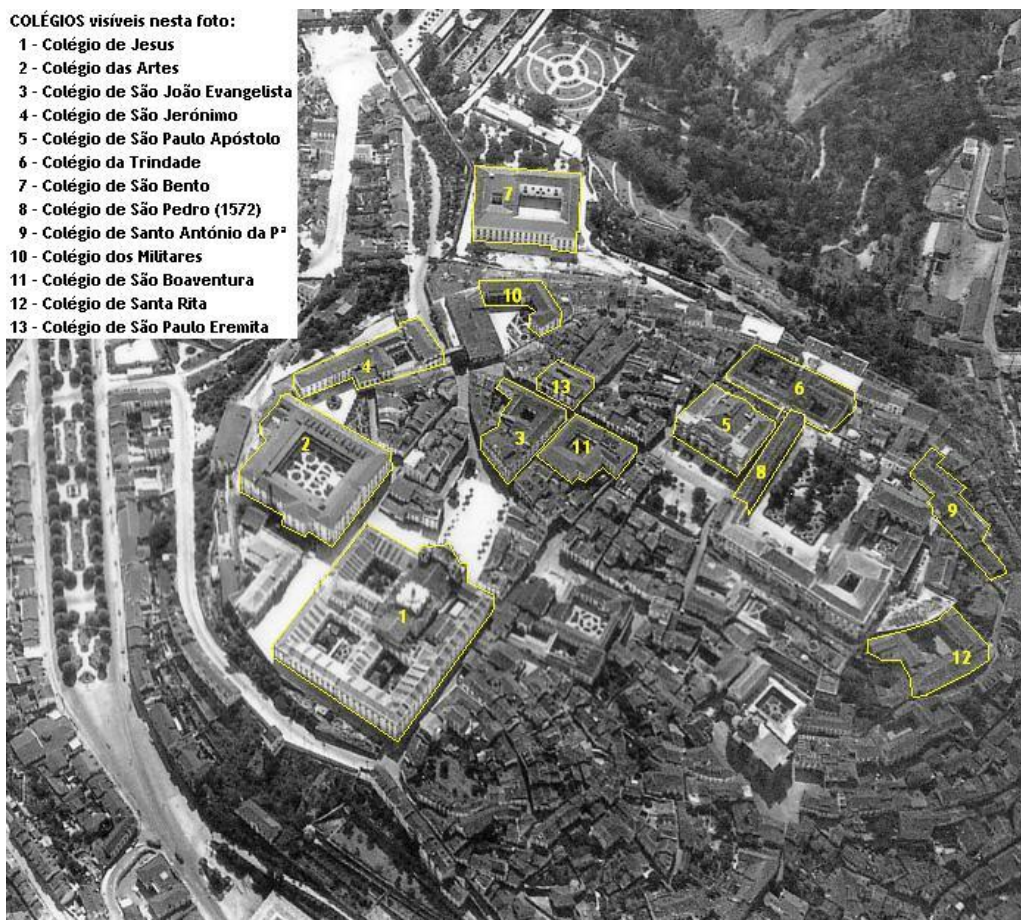 COLÉGIOS visíveis nesta foto:
1 - Colégio de Jesus
2 - Colégio das Artes
3 - Colégio de São João Evangelista
4 - Colégio de São Jerónimo
5 - Colégio de São Paulo Apóstolo
6 - Colégio da Trindade
7 - Colégio de São Bento
8 - Colégio de São Pedro (1572)
9 - Colégio de Santo António da Pª
10 - Colégio dos Militares
11 - Colégio de São Boaventura
12 - Colégio de Santa Rita
13 - Colégio de São Paulo Eremita
7
10
4
13
6
5
3
11
2
8
9
1
12